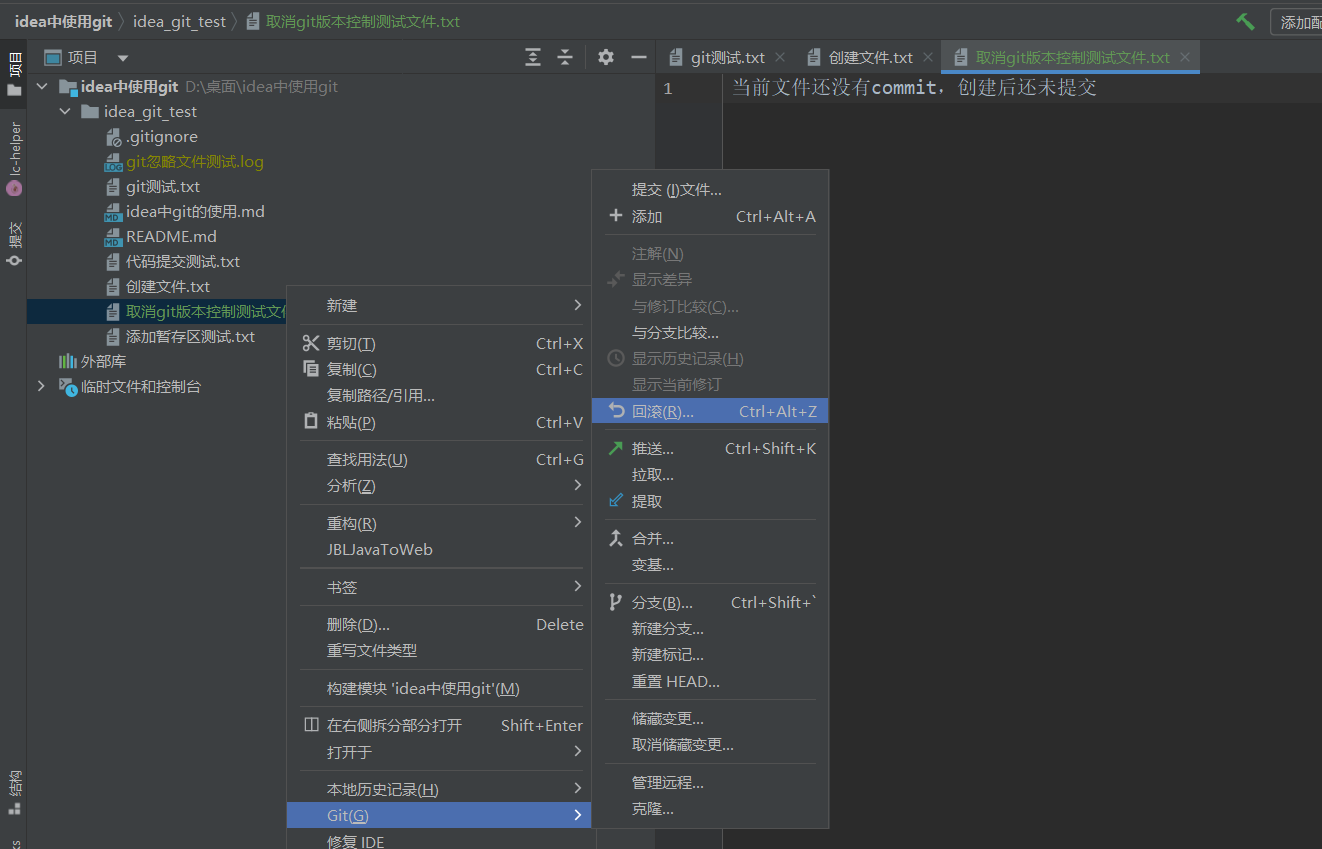 idea中使用git
idea_git_test
取消git版本控制测试文件.txt
添加配
项目
项目
git测试.txt
创建文件.txt
取消git版本控制测试文件.txt
idea中使用git D:\桌面\idea中使用git
1
当前文件还没有commit，创建后还未提交
idea_git_test
.gitignore
lc-helper
git忽略文件测试.log
git测试.txt
idea中git的使用.md
提交
README.md
代码提交测试.txt
创建文件.txt
取消git版本控制测试文件
添加暂存区测试.txt
外部库
临时文件和控制台
结构
新建
剪切(T) Ctrl+X
复制(C) Ctrl+C
复制路径/引用...
粘贴(P) Ctrl+V
查找用法(U) Ctrl+G
分析(Z)
重构(R)
JBLJavaToWeb
书签
删除(D)... Delete
重写文件类型
构建模块 'idea中使用git'(M)
在右侧拆分部分打开 Shift+Enter
打开于
本地历史记录(H)
Git(G)
修复 IDE
提交 (I)文件...
添加 Ctrl+Alt+A
注解(N)
显示差异
与修订比较(C)...
与分支比较...
显示历史记录(H)
显示当前修订
回滚(R)... Ctrl+Alt+Z
推送... Ctrl+Shift+K
拉取...
提取
合并...
变基...
分支(B)... Ctrl+Shift+`
新建分支...
新建标记...
重置 HEAD...
储藏变更...
取消储藏变更...
管理远程...
克隆...